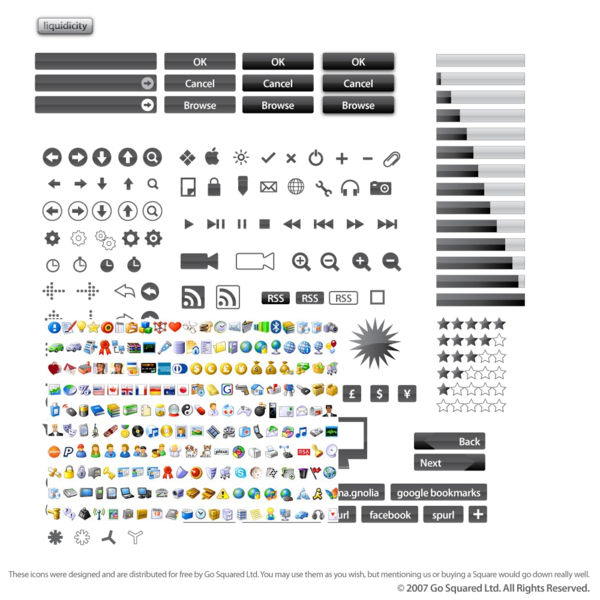 liquidicity
OK OK OK
Cancel Cancel Cancel
Browse Browse Browse
RSS RSS RSS
£ $ ¥
Back
Next
ma.gnolia google bookmarks
url facebook spurl +
These icons were designed and are distributed for free by Go Squared Ltd. You may use them as you wish, but mentioning us or buying a Square would go down really well.
© 2007 Go Squared Ltd. All Rights Reserved.